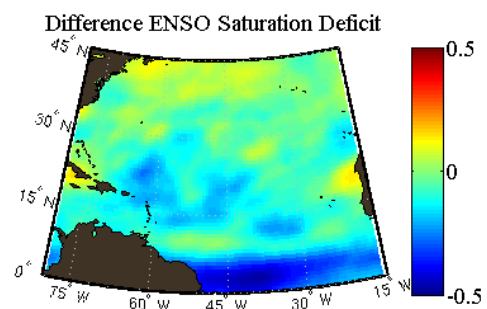 Difference ENSO Saturation Deficit
45° N
30° N
15° N
0°
75° W
60° W
45° W
30° W
15° W
0.5
0
-0.5